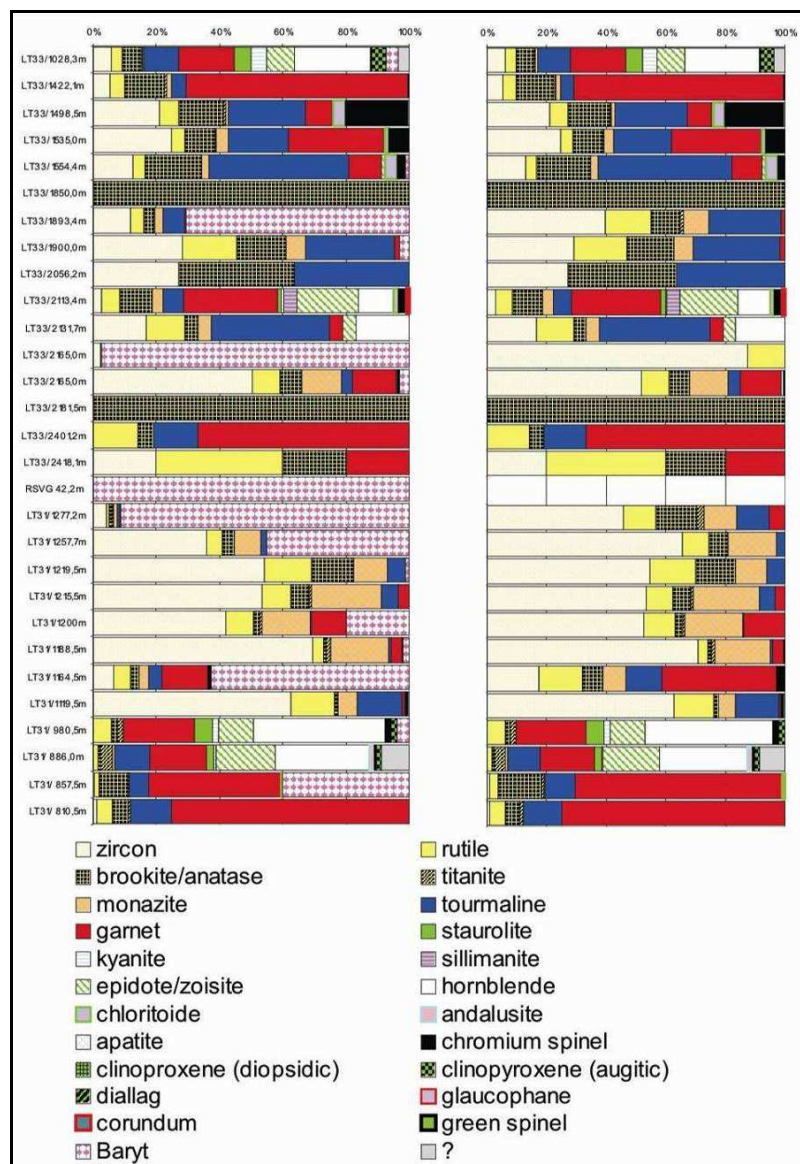 0% 20% 40% 60% 80% 100% 0% 20% 40% 60% 80% 100%
LT33/1028,3m
LT33/1422,1m
LT33/1498,5m
LT33/1535,0m
LT33/1554,4m
LT33/1850,0m
LT33/1893,4m
LT33/1900,0m
LT33/2056,2m
LT33/2113,4m
LT33/2131,7m
LT33/2165,0m
LT33/2165,0m
LT33/2181,5m
LT33/2401,2m
LT33/2418,1m
RSVG 42,2m
LT31/1277,2m
LT31/1257,7m
LT31/1219,5m
LT31/1215,5m
LT31/1200m
LT31/1188,5m
LT31/1164,5m
LT31/1119,5m
LT31/ 980,5m
LT31/ 886,0m
LT31/ 857,5m
LT31/ 810,5m
zircon rutile
brookite/anatase titanite
monazite tourmaline
garnet staurolite
kyanite sillimanite
epidote/zoisite hornblende
chloritoide andalusite
apatite chromium spinel
clinoproxene (diopsidic) clinopyroxene (augitic)
diallag glaucophane
corundum green spinel
Baryt ?